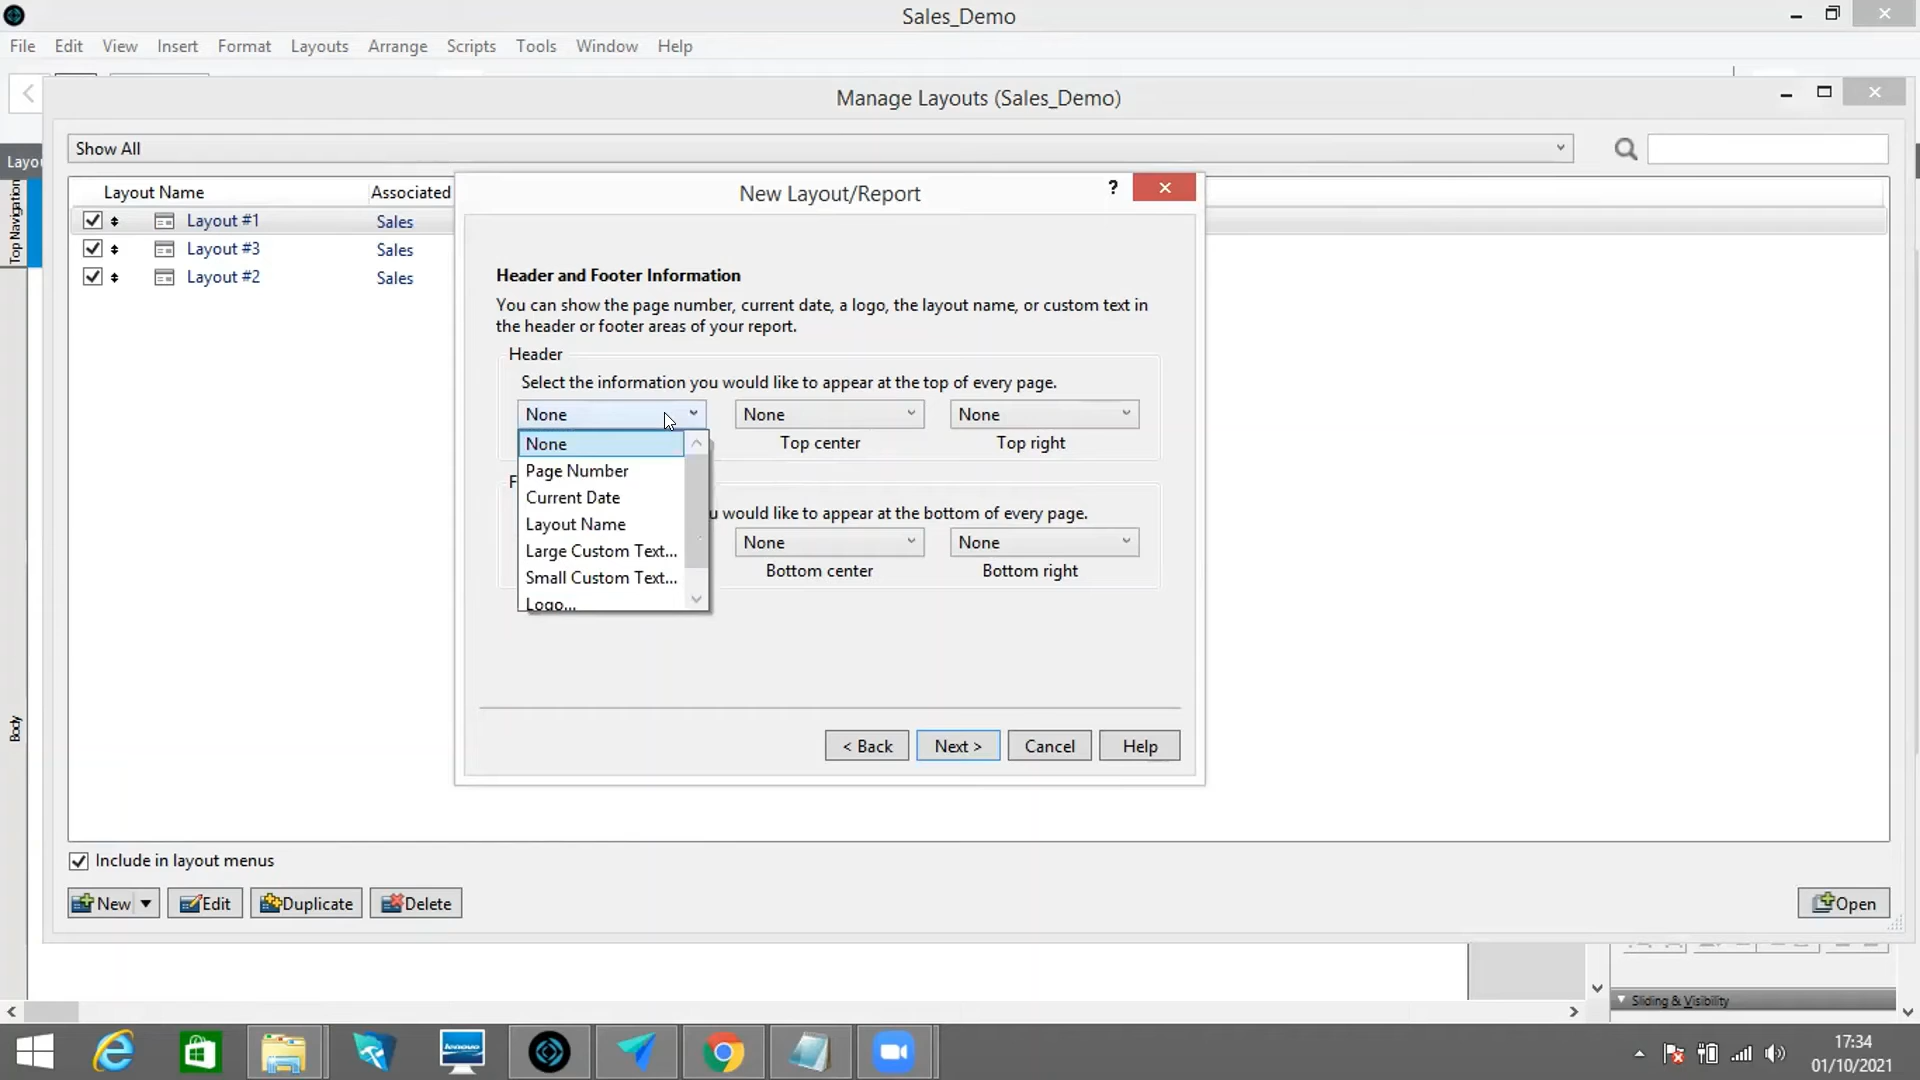 Sales_Demo
File Edit View Insert Format Layouts Arrange Scripts Tools Window Help
Manage Layouts (Sales_Demo)
Show All
Layou
Layout Name Associated
New Layout/Report
?
Layout #1 Sales
Layout #3 Sales
Layout #2 Sales
Top Navigation
Header and Footer Information
You can show the page number, current date, a logo, the layout name, or custom text in
the header or footer areas of your report.
Header
Select the information you would like to appear at the top of every page.
None None None
Top center Top right
None
Page Number
Current Date
Layout Name
Large Custom Text...
Small Custom Text...
Logo...
F
u would like to appear at the bottom of every page.
None None
Bottom center Bottom right
Body
< Back Next > Cancel Help
Include in layout menus
New Edit Duplicate Delete Open
Sliding & Visibility
lenovo
17:34
01/10/2021